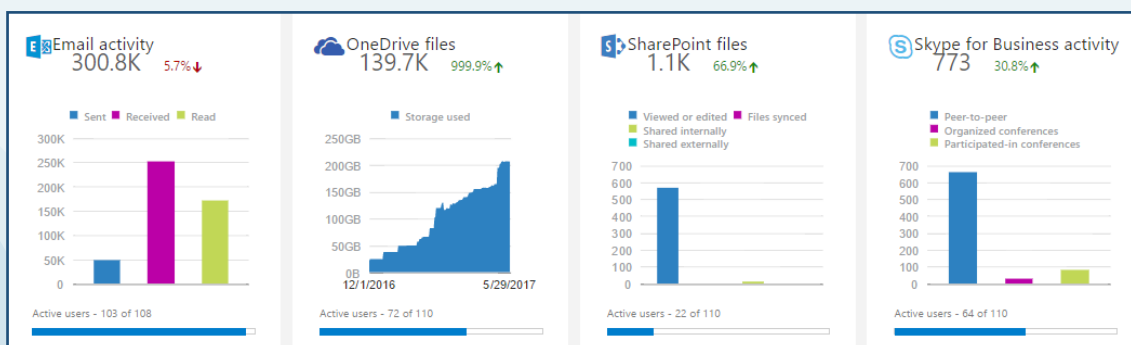 Email activity
300.8K 5.7%
Sent Received Read
300K
250K
200K
150K
100K
50K
0
Active users - 103 of 108
OneDrive files
139.7K 999.9%
Storage used
250GB
200GB
150GB
100GB
50GB
0B
12/1/2016 5/29/2017
Active users - 72 of 110
SharePoint files
1.1K 66.9%
Viewed or edited Files synced
Shared internally
Shared externally
700
600
500
400
300
200
100
0
Active users - 22 of 110
Skype for Business activity
773 30.8%
Peer-to-peer
Organized conferences
Participated-in conferences
700
600
500
400
300
200
100
0
Active users - 64 of 110